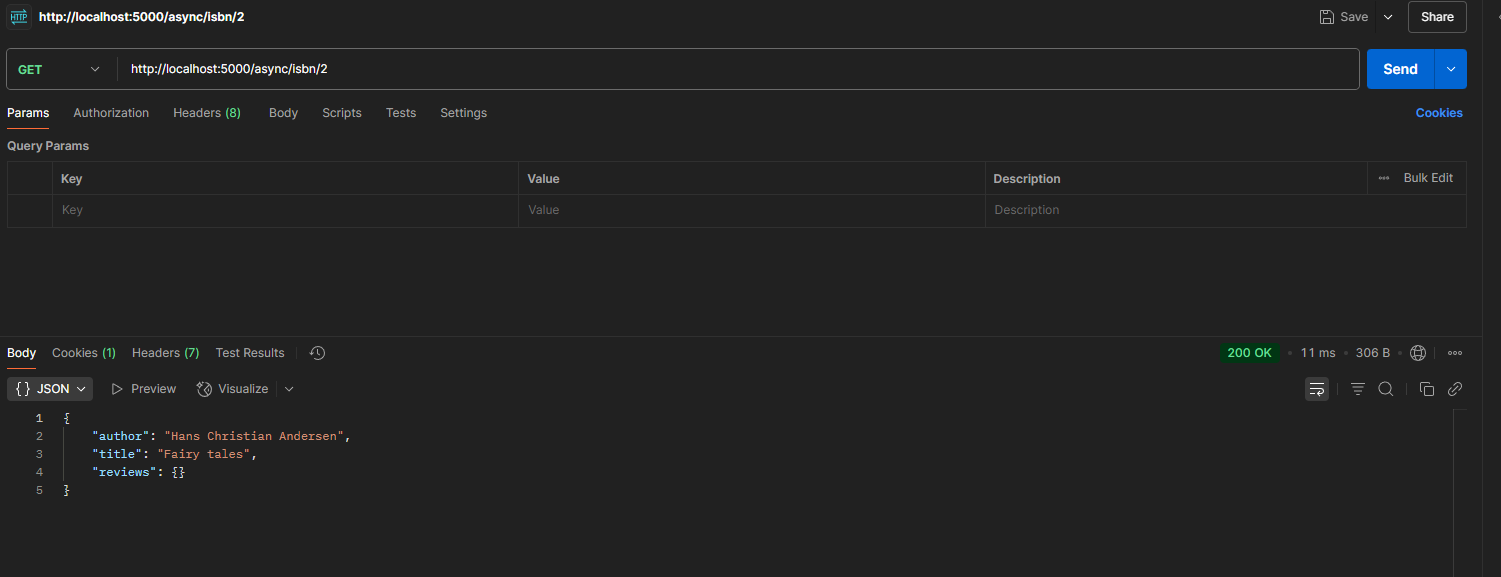 HTTP http://localhost:5000/async/isbn/2 Save Share
GET http://localhost:5000/async/isbn/2 Send
Params Authorization Headers (8) Body Scripts Tests Settings Cookies
Query Params
Key Value Description Bulk Edit
Key Value Description
Body Cookies (1) Headers (7) Test Results 200 OK 11 ms 306 B
{} JSON Preview Visualize
1 {
2 "author": "Hans Christian Andersen",
3 "title": "Fairy tales",
4 "reviews": {}
5 }